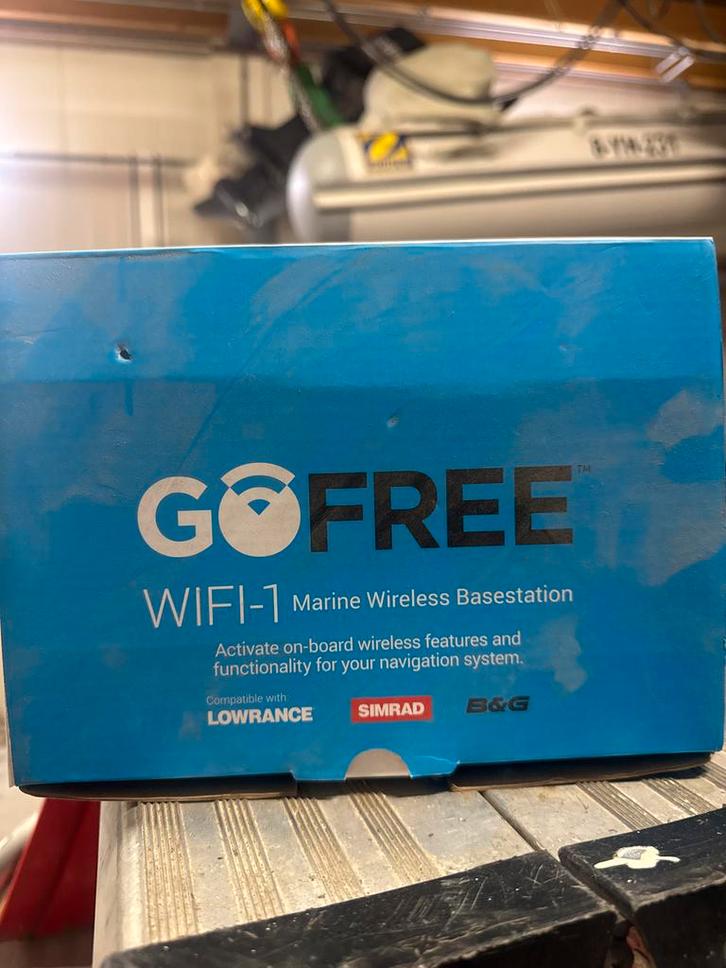 GOFREE™
WIFI-1 Marine Wireless Basestation
Activate on-board wireless features and
functionality for your navigation system.
Compatible with:
LOWRANCE SIMRAD B&G